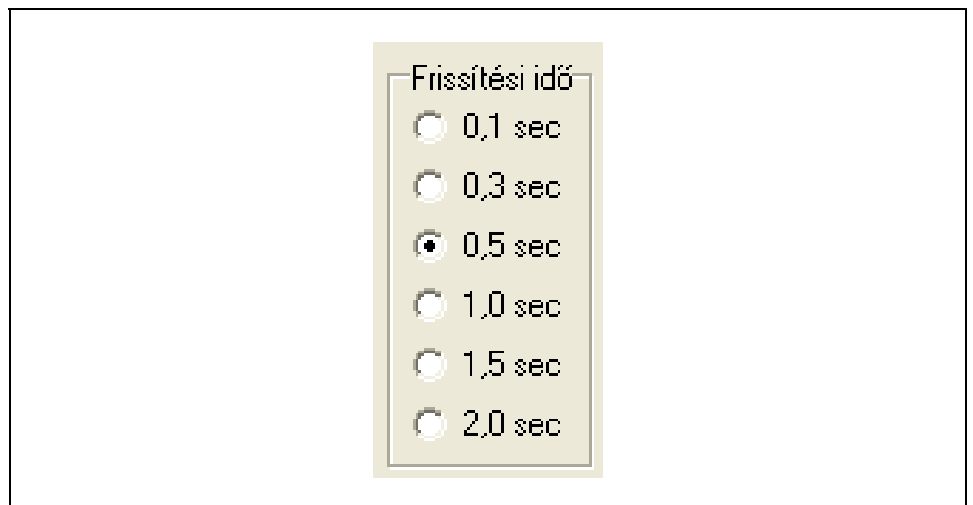 Frissítési idő
0,1 sec
0,3 sec
0,5 sec
1,0 sec
1,5 sec
2,0 sec